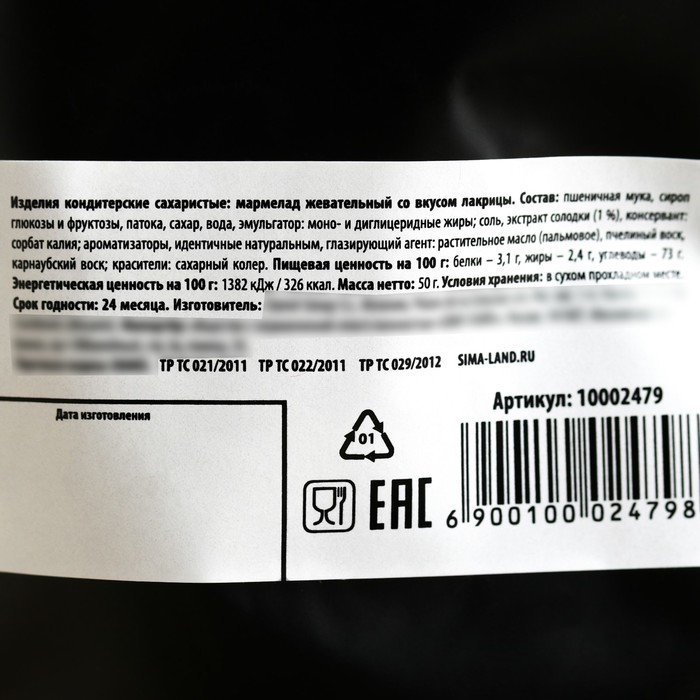 Изделия кондитерские сахаристые: мармелад жевательный со вкусом лакрицы. Состав: пшеничная мука, сироп
глюкозы и фруктозы, патока, сахар, вода, эмульгатор: моно- и диглицеридные жиры; соль, экстракт солодки (1 %), консервант:
сорбат калия; ароматизаторы, идентичные натуральным, глазирующий агент: растительное масло (пальмовое), пчелиный воск,
карнаубский воск; красители: сахарный колер. Пищевая ценность на 100 г: белки – 3,1 г, жиры – 2,4 г, углеводы – 73 г.
Энергетическая ценность на 100 г: 1382 кДж / 326 ккал. Масса нетто: 50 г. Условия хранения: в сухом прохладном месте.
Срок годности: 24 месяца. Изготовитель:
ТР ТС 021/2011 ТР ТС 022/2011 ТР ТС 029/2012 SIMA-LAND.RU
Дата изготовления
Артикул: 10002479
01
EAC
6 900100 024798